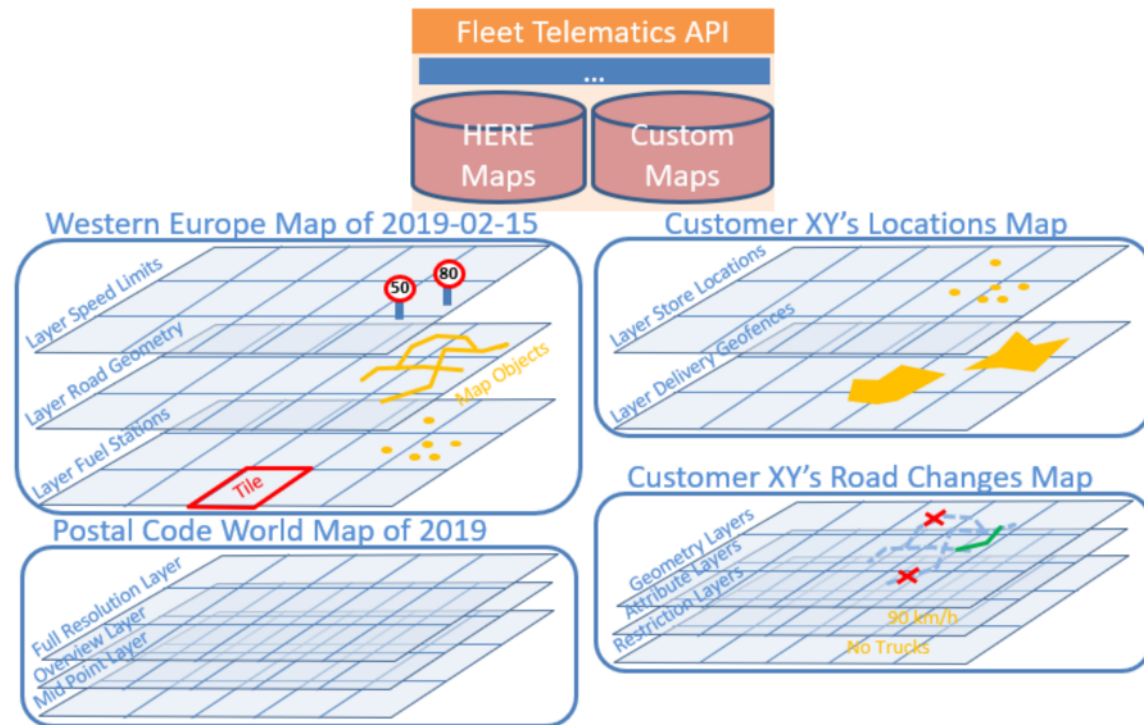 Fleet Telematics API
...
HERE
Maps
Custom
Maps
Western Europe Map of 2019-02-15
Layer Speed Limits
50
80
Layer Road Geometry
Map Objects
Layer Fuel Stations
Tile
Postal Code World Map of 2019
Full Resolution Layer
Overview Layer
Mid Point Layer
Customer XY's Locations Map
Layer Store Locations
Layer Delivery Geofences
Customer XY's Road Changes Map
Geometry Layers
Attribute Layers
Restriction Layers
90 km/h
No Trucks